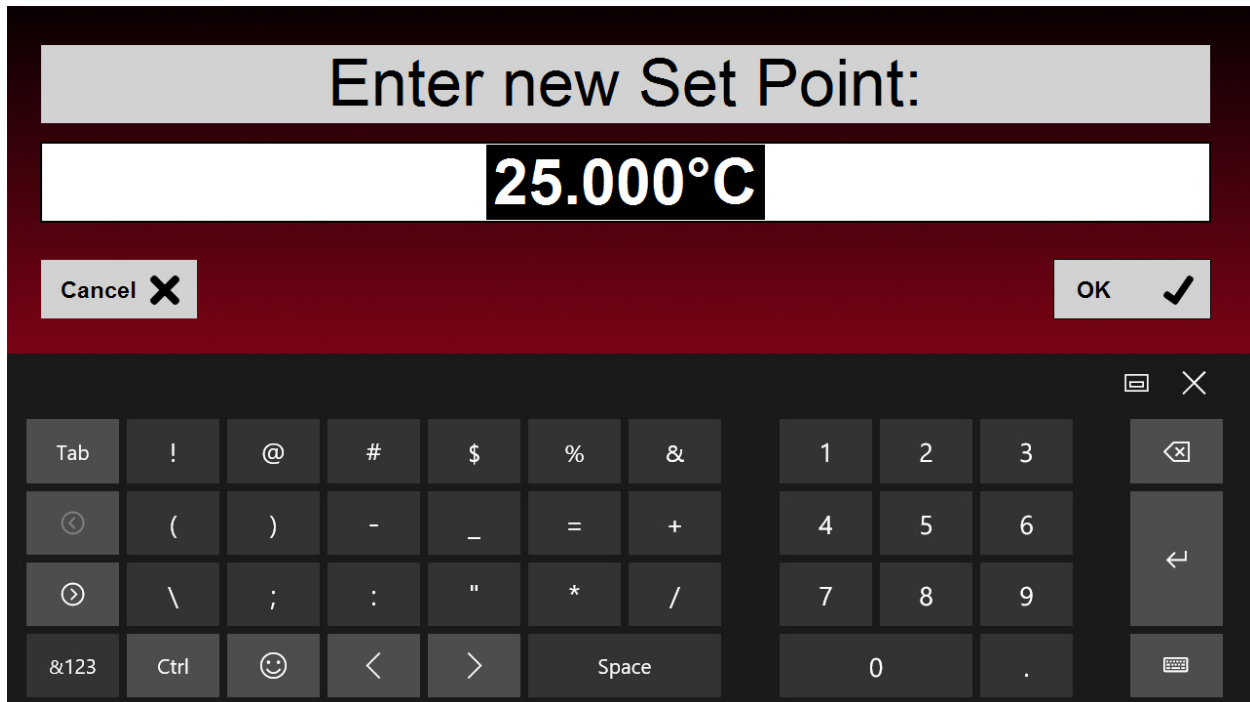 Enter new Set Point:
25.000°C
Cancel
OK
Tab ! @ # $ % & 1 2 3
( ) - _ = + 4 5 6
\ ; : " * / 7 8 9
&123 Ctrl < > Space 0 .